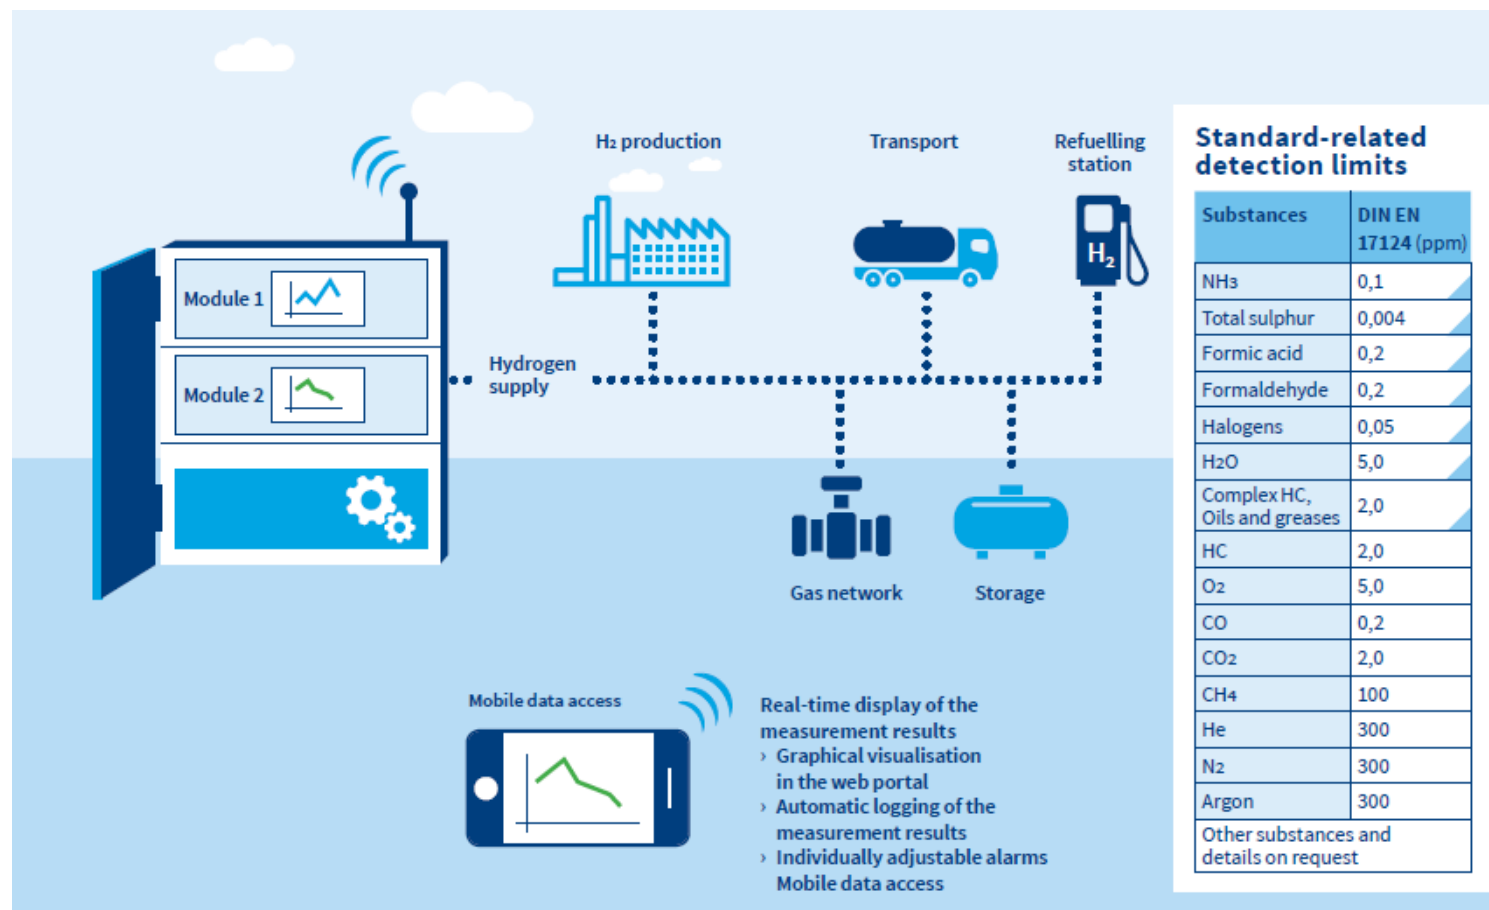 H₂ production
Transport
Refuelling
station
H₂
Module 1
Module 2
Hydrogen
supply
Gas network
Storage
Mobile data access
Real-time display of the
measurement results
› Graphical visualisation
in the web portal
› Automatic logging of the
measurement results
› Individually adjustable alarms
Mobile data access
Standard-related
detection limits
Substances DIN EN
17124 (ppm)
NH₃ 0,1
Total sulphur 0,004
Formic acid 0,2
Formaldehyde 0,2
Halogens 0,05
H₂O 5,0
Complex HC,
Oils and greases 2,0
HC 2,0
O₂ 5,0
CO 0,2
CO₂ 2,0
CH₄ 100
He 300
N₂ 300
Argon 300
Other substances and
details on request